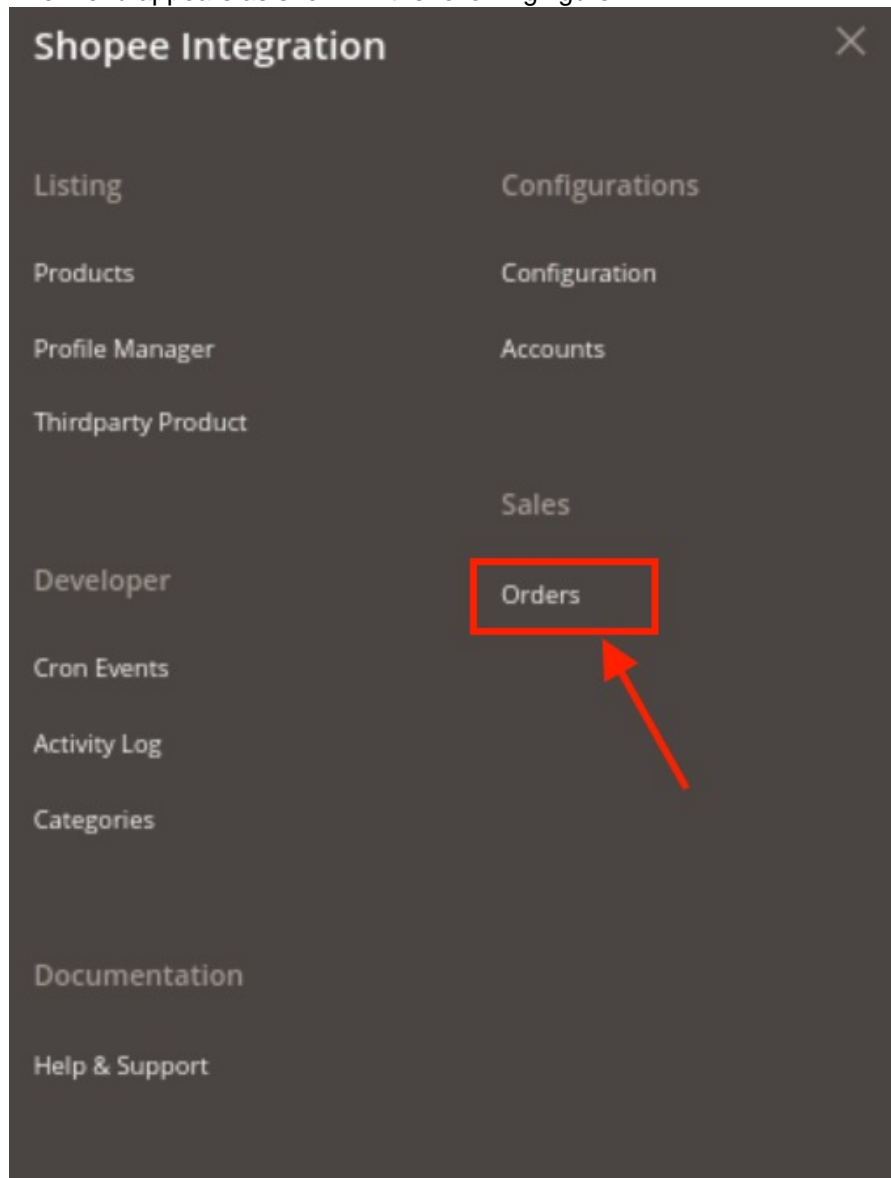 Shopee Integration
Listing
Products
Profile Manager
Thirdparty Product
Developer
Cron Events
Activity Log
Categories
Documentation
Help & Support
Configurations
Configuration
Accounts
Sales
Orders